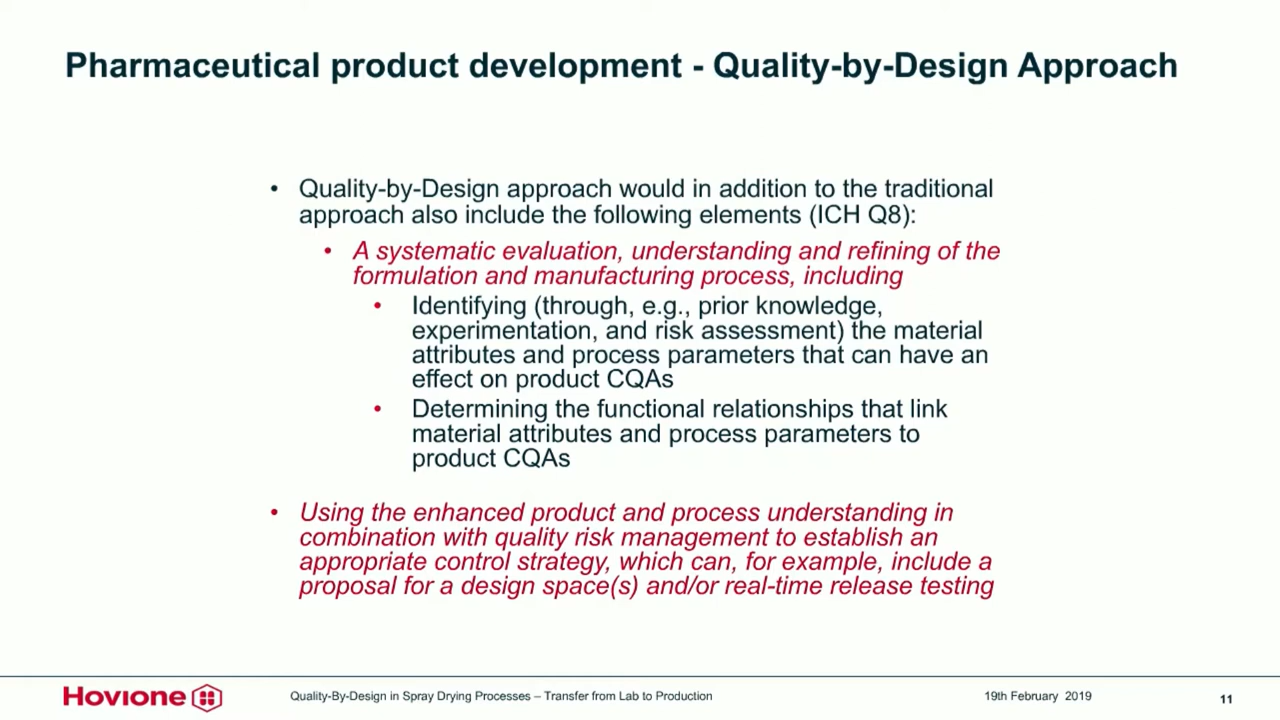 Pharmaceutical product development - Quality-by-Design Approach
• Quality-by-Design approach would in addition to the traditional
approach also include the following elements (ICH Q8):
• A systematic evaluation, understanding and refining of the
formulation and manufacturing process, including
• Identifying (through, e.g., prior knowledge,
experimentation, and risk assessment) the material
attributes and process parameters that can have an
effect on product CQAs
• Determining the functional relationships that link
material attributes and process parameters to
product CQAs
• Using the enhanced product and process understanding in
combination with quality risk management to establish an
appropriate control strategy, which can, for example, include a
proposal for a design space(s) and/or real-time release testing
Hovione
Quality-By-Design in Spray Drying Processes – Transfer from Lab to Production
19th February 2019
11